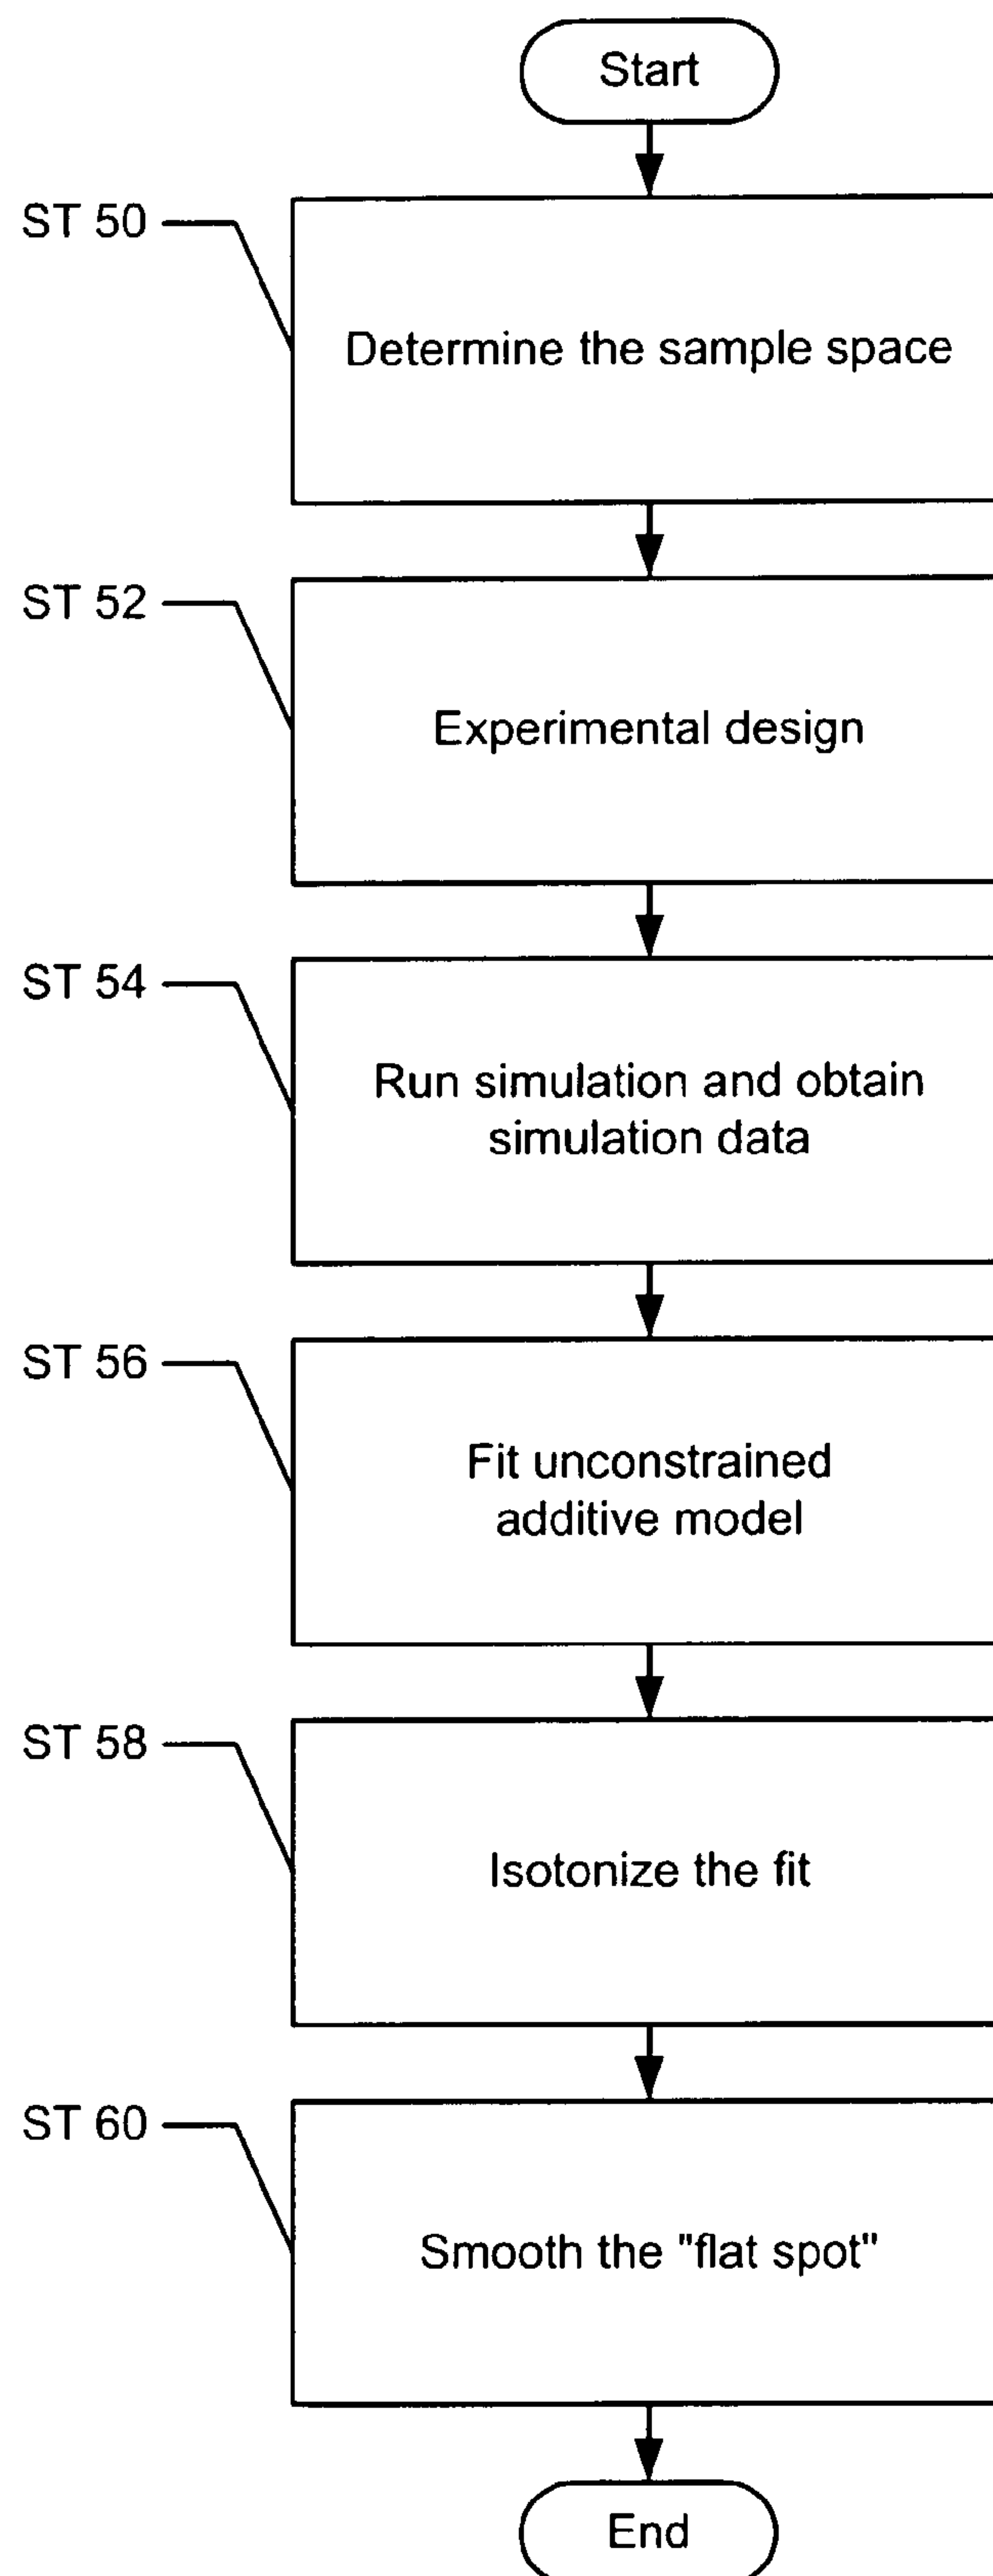 Start
ST 50
Determine the sample space
ST 52
Experimental design
ST 54
Run simulation and obtain
simulation data
ST 56
Fit unconstrained
additive model
ST 58
Isotonize the fit
ST 60
Smooth the "flat spot"
End